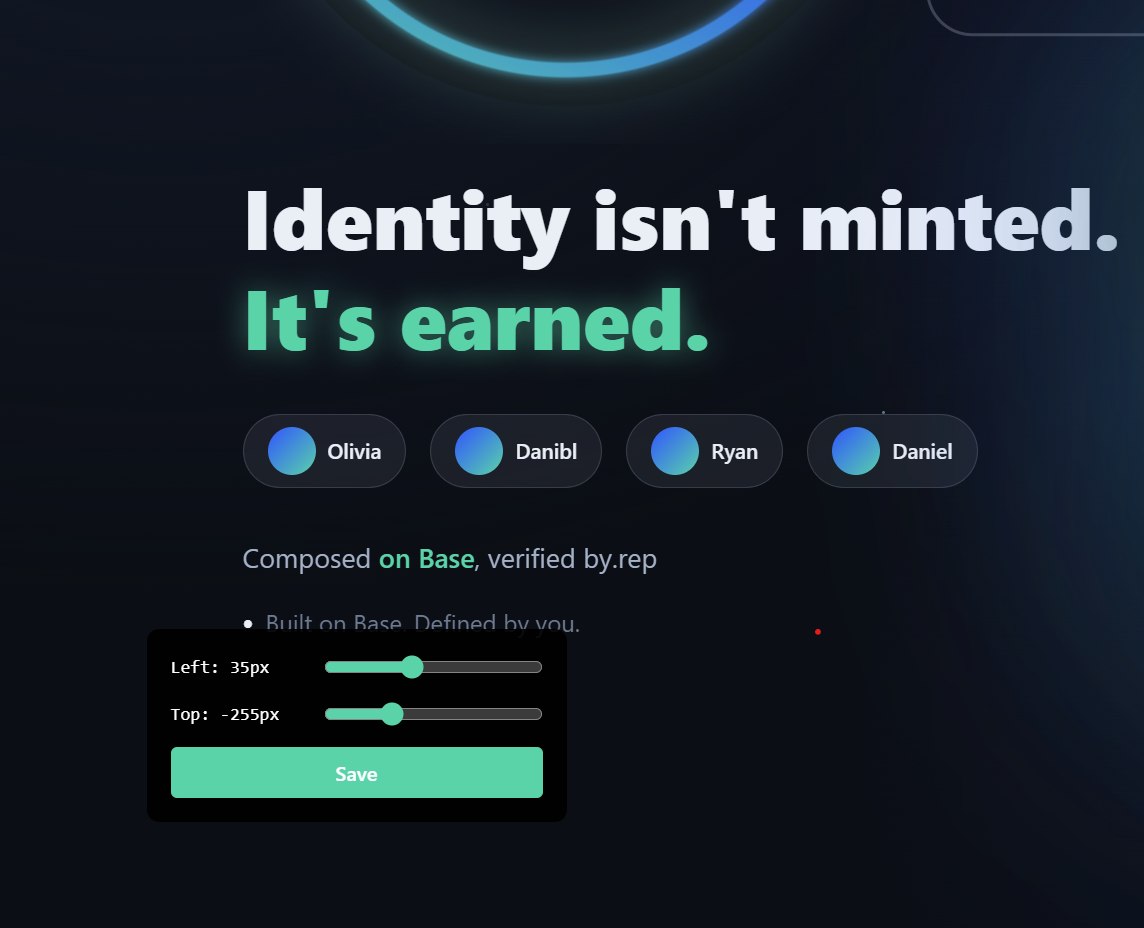 Identity isn't minted.
It's earned.
Olivia Danibl Ryan Daniel
Composed on Base, verified by.rep
• Built on Base. Defined by you.
Left: 35px
Top: -255px
Save